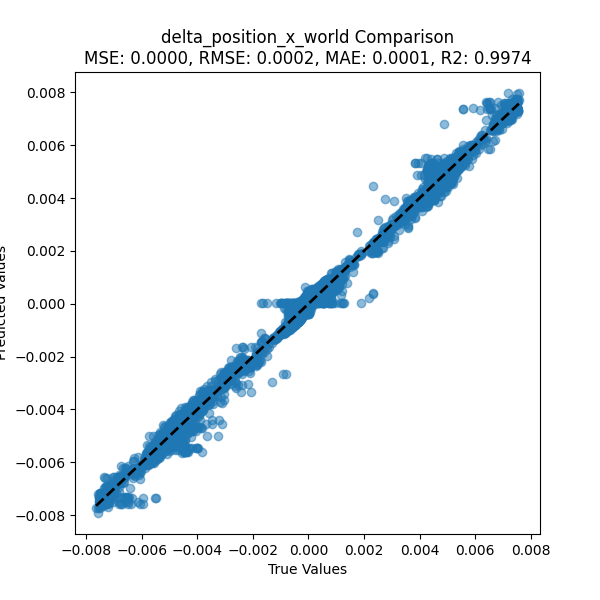 delta_position_x_world Comparison
MSE: 0.0000, RMSE: 0.0002, MAE: 0.0001, R2: 0.9974
0.008
0.006
0.004
0.002
0.000
−0.002
−0.004
−0.006
−0.008
Predicted Values
−0.008 −0.006 −0.004 −0.002 0.000 0.002 0.004 0.006 0.008
True Values